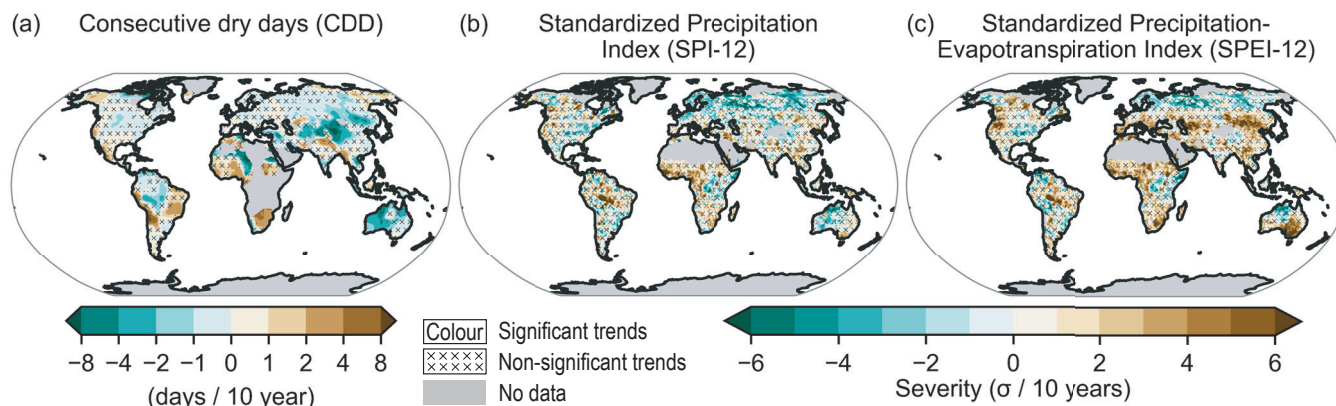 (a) Consecutive dry days (CDD)
(b) Standardized Precipitation
Index (SPI-12)
(c) Standardized Precipitation-
Evapotranspiration Index (SPEI-12)
−8 −4 −2 −1 0 1 2 4 8
(days / 10 year)
Colour Significant trends
Non-significant trends
No data
−6 −4 −2 0 2 4 6
Severity (σ / 10 years)